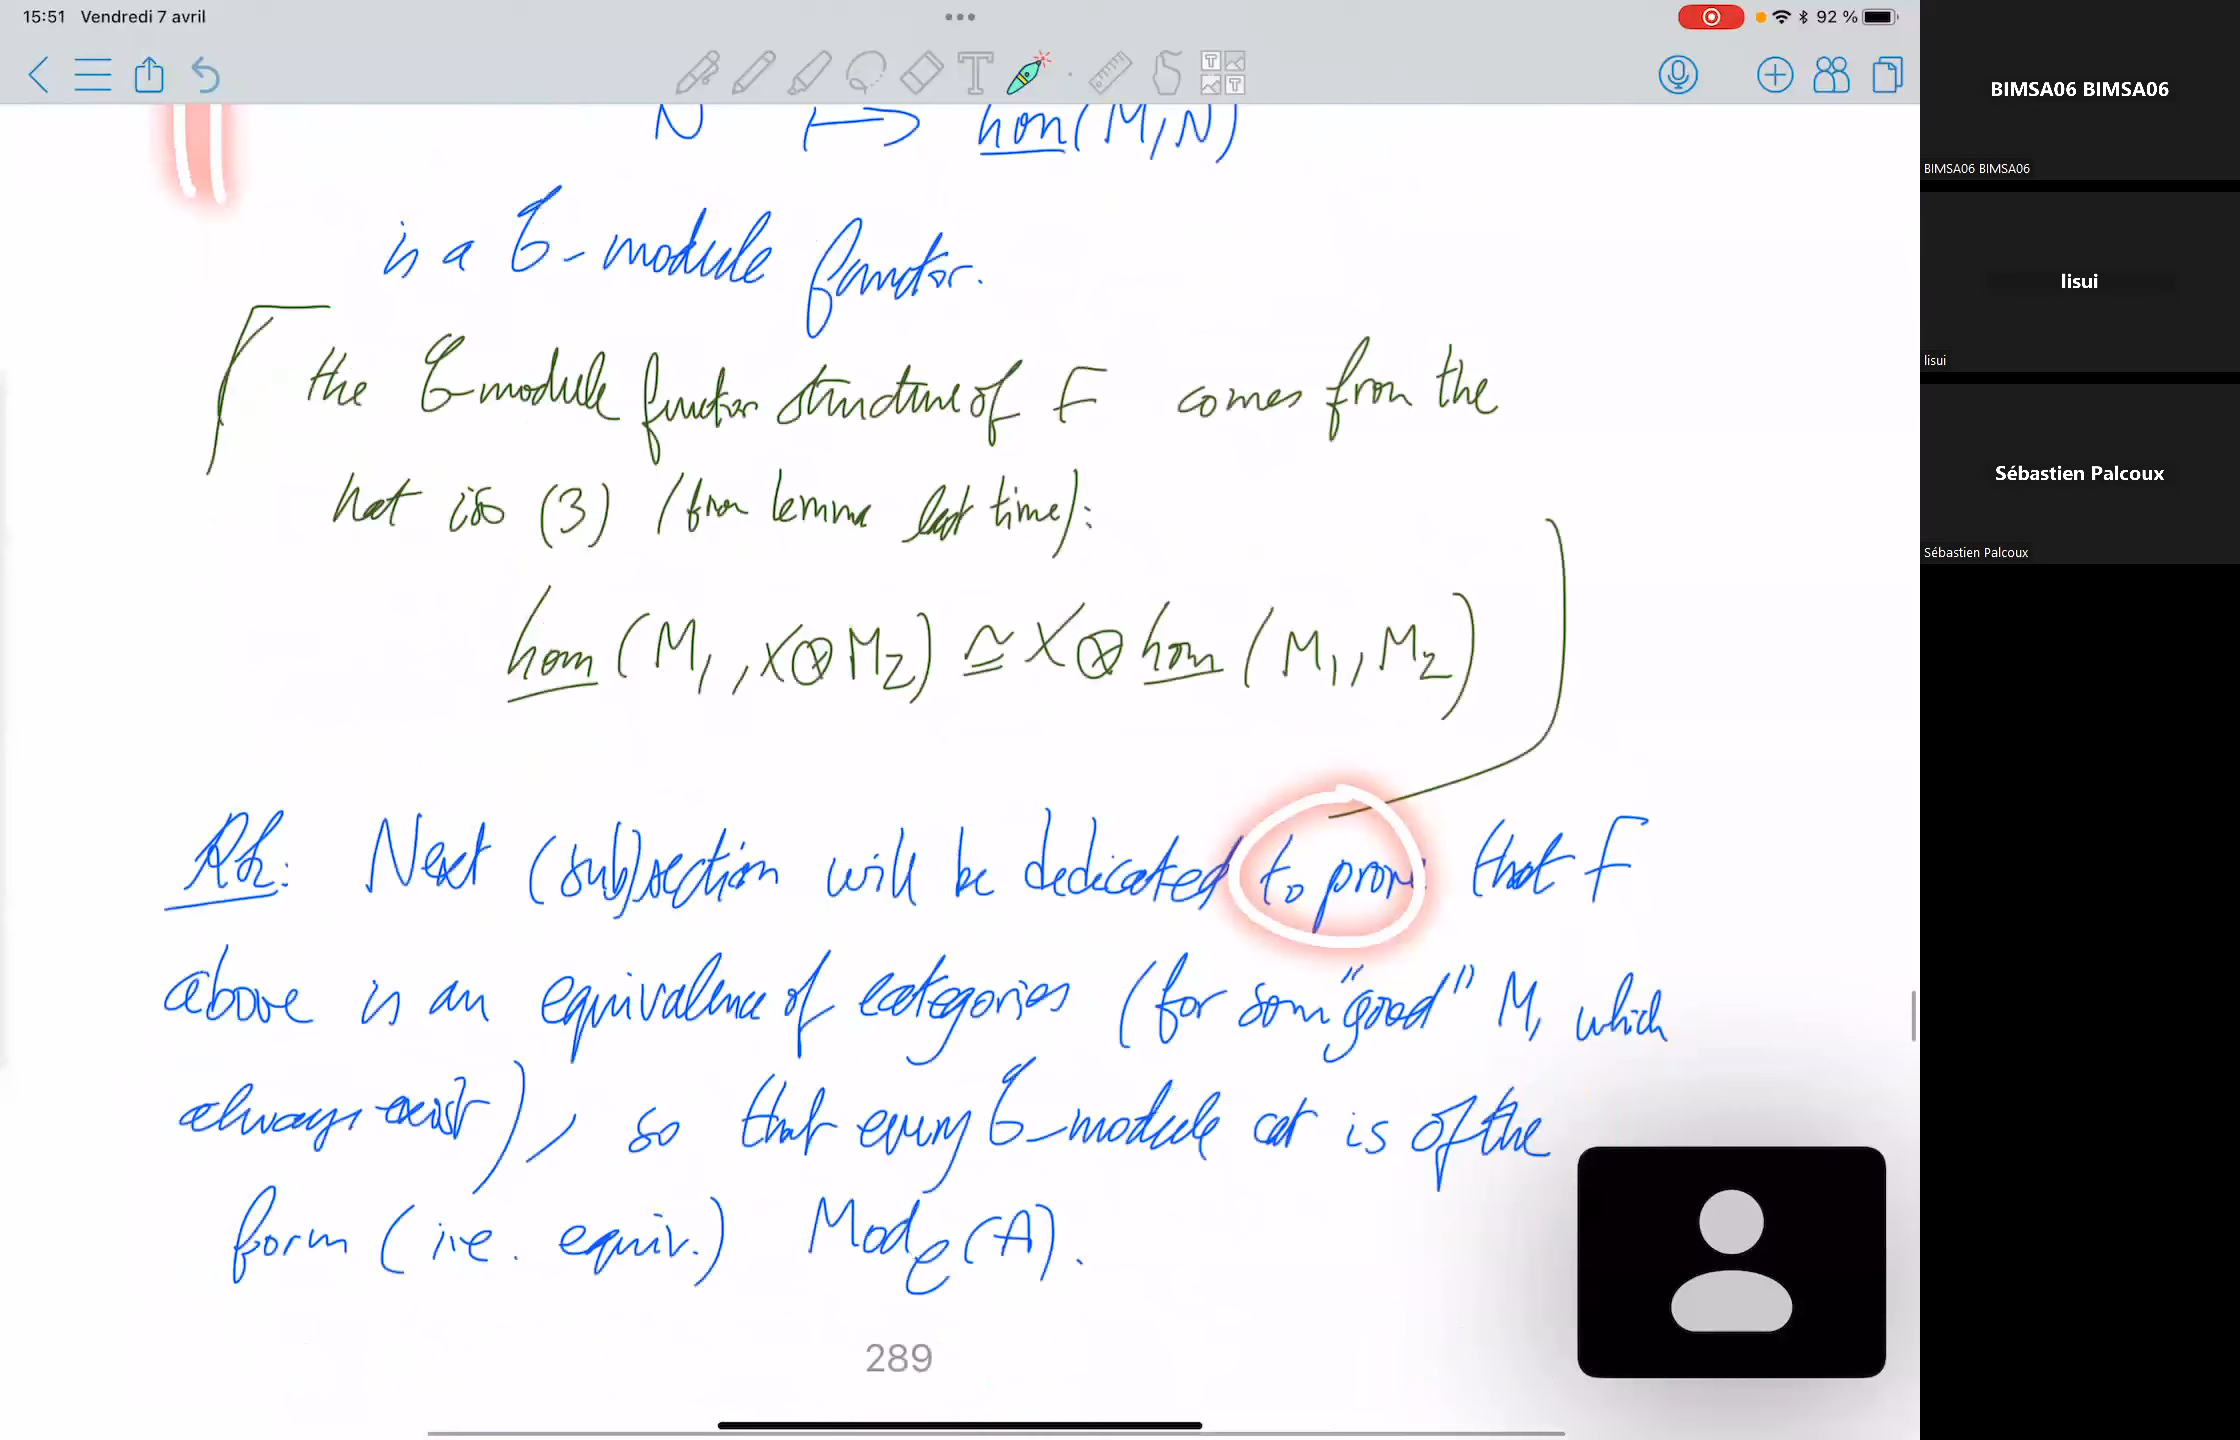 15:51 Vendredi 7 avril
92 %
N ↦ hom(M,N)
is a C-module functor.
the C-module functor structure of F comes from the
nat iso (3) (from lemma last time):
hom(M₁, X⊗M₂) ≅ X⊗hom(M₁, M₂)
Rk: Next (sub)section will be dedicated to prove that F
above is an equivalence of categories (for some "good" M, which
always exist), so that every C-module cat is of the
form (i.e. equiv.) Mod_C(A).
289
BIMSA06 BIMSA06
BIMSA06 BIMSA06
lisui
lisui
Sébastien Palcoux
Sébastien Palcoux